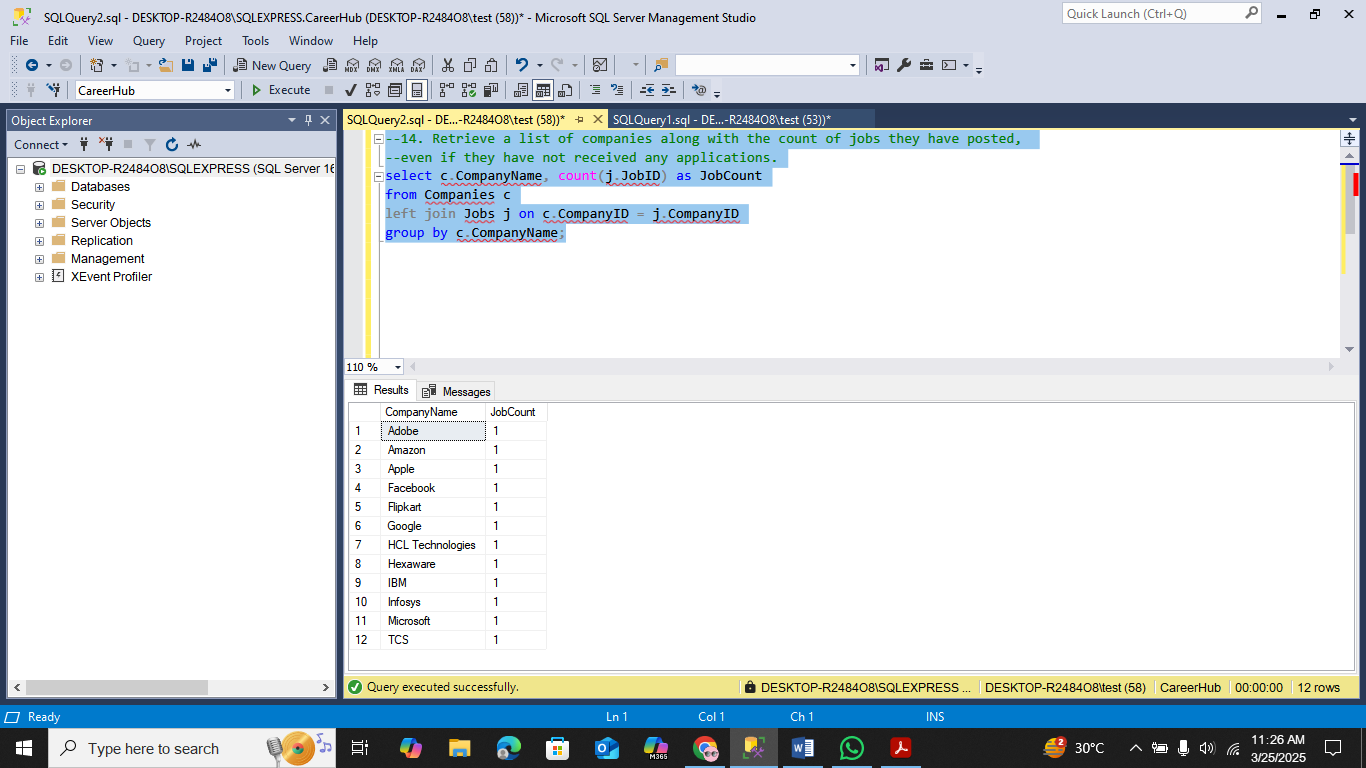 SQLQuery2.sql - DESKTOP-R2484O8\SQLEXPRESS.CareerHub (DESKTOP-R2484O8\test (58))* - Microsoft SQL Server Management Studio
Quick Launch (Ctrl+Q)
File Edit View Query Project Tools Window Help
New Query
MDX DMX XMLA DAX
CareerHub
Execute
Object Explorer
SQLQuery2.sql - DE...-R2484O8\test (58))*
SQLQuery1.sql - DE...-R2484O8\test (53))*
Connect
DESKTOP-R2484O8\SQLEXPRESS (SQL Server 16
Databases
Security
Server Objects
Replication
Management
XEvent Profiler
--14. Retrieve a list of companies along with the count of jobs they have posted,
--even if they have not received any applications.
select c.CompanyName, count(j.JobID) as JobCount
from Companies c
left join Jobs j on c.CompanyID = j.CompanyID
group by c.CompanyName;
110 %
Results Messages
CompanyName JobCount
1 Adobe 1
2 Amazon 1
3 Apple 1
4 Facebook 1
5 Flipkart 1
6 Google 1
7 HCL Technologies 1
8 Hexaware 1
9 IBM 1
10 Infosys 1
11 Microsoft 1
12 TCS 1
Query executed successfully.
DESKTOP-R2484O8\SQLEXPRESS ... DESKTOP-R2484O8\test (58) CareerHub 00:00:00 12 rows
Ready Ln 1 Col 1 Ch 1 INS
Type here to search
M365
30°C
11:26 AM
3/25/2025